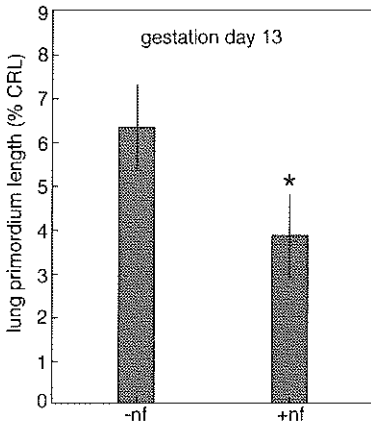 lung primordium length (% CRL)
9
8
7
6
5
4
3
2
1
0
gestation day 13
*
-nf
+nf